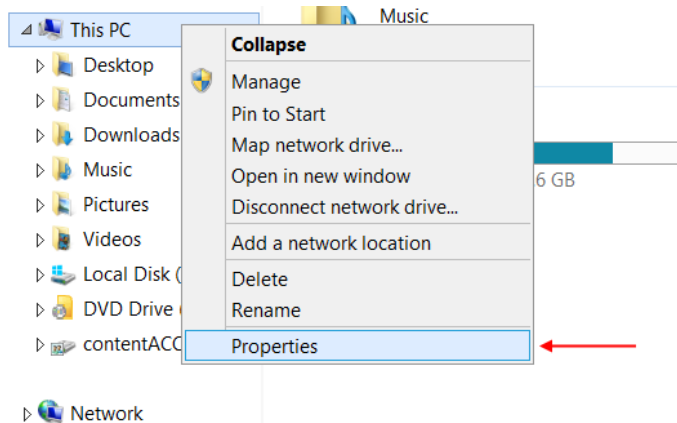 This PC
Desktop
Documents
Downloads
Music
Pictures
Videos
Local Disk (
DVD Drive
contentACC
Network
Collapse
Manage
Pin to Start
Map network drive...
Open in new window
Disconnect network drive...
Add a network location
Delete
Rename
Properties
Music
6 GB